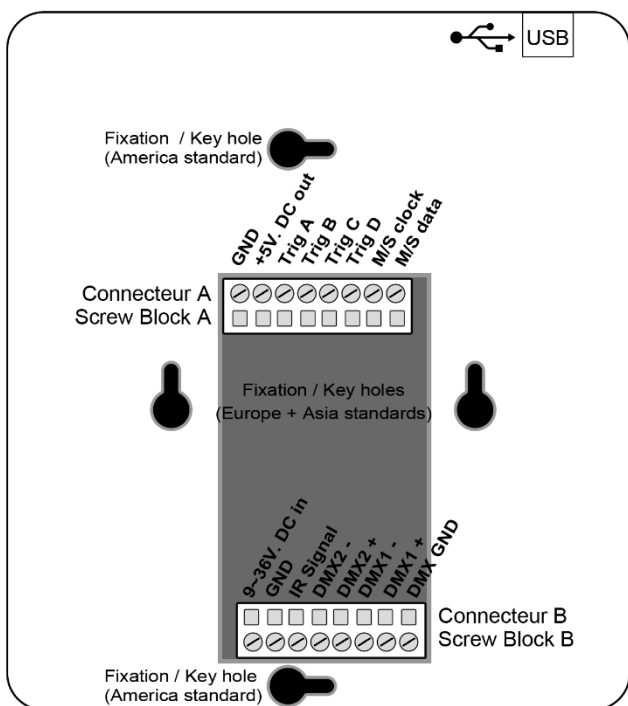 USB
Fixation / Key hole
(America standard)
GND
+5V. DC out
Trig A
Trig B
Trig C
Trig D
M/S clock
M/S data
Connecteur A
Screw Block A
Fixation / Key holes
(Europe + Asia standards)
9~36V. DC in
GND
IR Signal
DMX2 -
DMX2 +
DMX1 -
DMX1 +
DMX GND
Connecteur B
Screw Block B
Fixation / Key hole
(America standard)